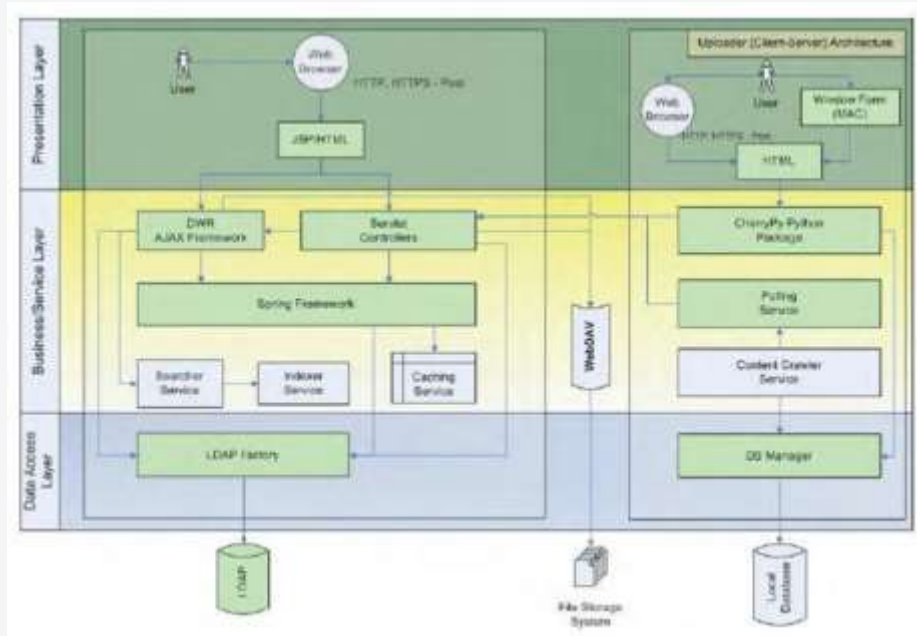 Presentation Layer
User
Web
Browser
HTTP, HTTPS - Post
JSP/HTML
Uploader (Client-Server) Architecture
Web
Browser
User
Window Form
(MAC)
HTTP, HTTPS - Post
HTML
Business/Service Layer
DWR
AJAX Framework
Servlet
Controllers
CherryPy Python
Package
Spring Framework
Polling
Service
WebDAV
Searcher
Service
Indexer
Service
Caching
Service
Content Crawler
Service
Data Access
Layer
LDAP Factory
DB Manager
LDAP
File Storage
System
Local
Database